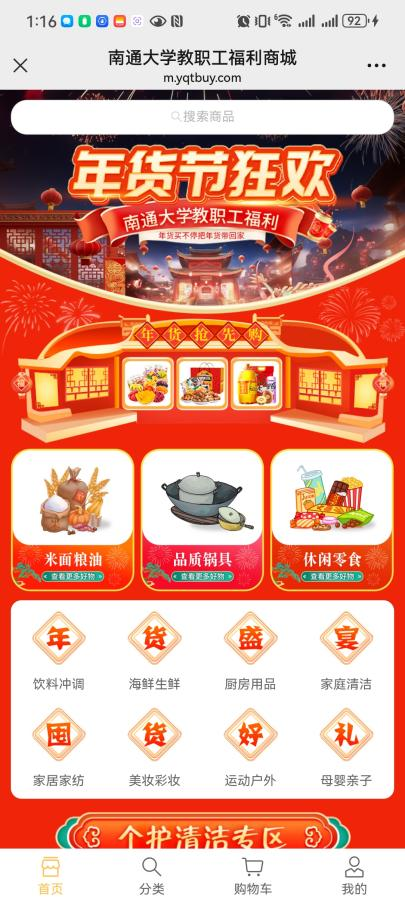 1:16
92
南通大学教职工福利商城
m.yqtbuy.com
搜索商品
年货节狂欢
南通大学教职工福利
年货买不停把年货带回家
年货抢先购
米面粮油
查看更多好物
品质锅具
查看更多好物
休闲零食
查看更多好物
年 货 盛 宴
饮料冲调 海鲜生鲜 厨房用品 家庭清洁
囤 货 好 礼
家居家纺 美妆彩妆 运动户外 母婴亲子
个护清洁专区
首页 分类 购物车 我的